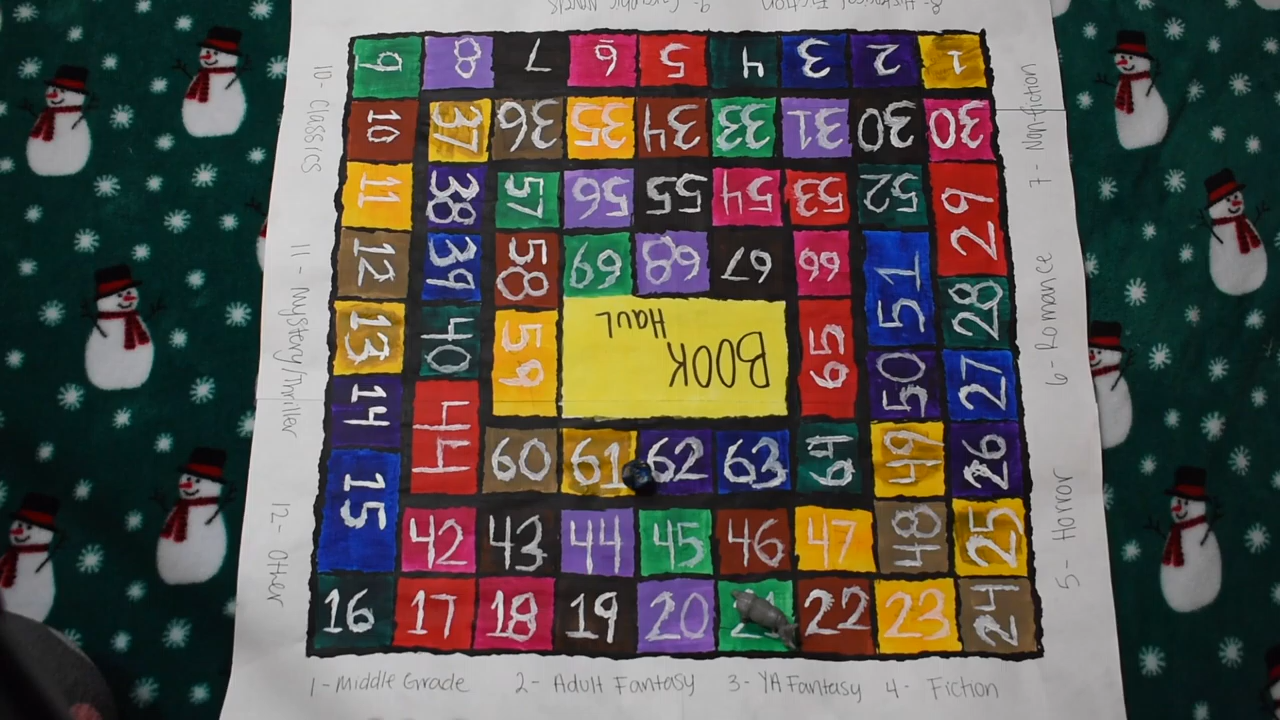 8- Historical Fiction
9- Graphic Novels
9 8 7 6 5 4 3 2 1
10 37 36 35 34 33 31 30 30
11 38 57 56 55 54 53 52 29
12 39 58 69 68 67 66 51 28
13 40 59 65 50 27
BOOK
HAUL
14 44 60 61 62 63 64 49 26
15 42 43 44 45 46 47 48 25
16 17 18 19 20 21 22 23 24
10- Classics
11- Mystery/Thriller
12- Other
7- Nonfiction
6- Romance
5- Horror
1- Middle Grade 2- Adult Fantasy 3- YA Fantasy 4- Fiction